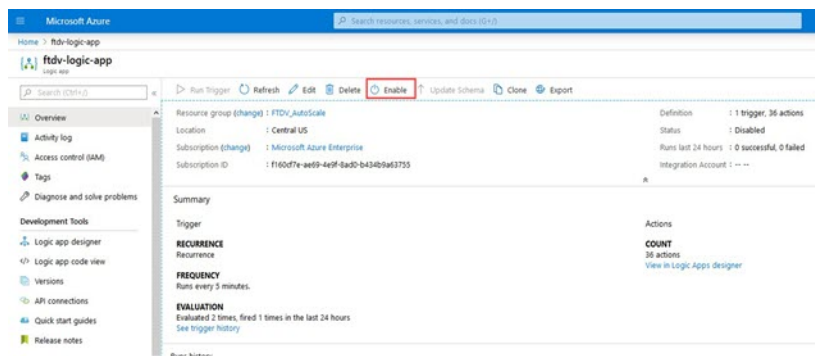 Microsoft Azure
Search resources, services, and docs (G+/)
Home > ftdv-logic-app
ftdv-logic-app
Logic app
Search (Ctrl+/)
«
Run Trigger Refresh Edit Delete Enable Update Schema Clone Export
Overview
Activity log
Access control (IAM)
Tags
Diagnose and solve problems
Development Tools
Logic app designer
Logic app code view
Versions
API connections
Quick start guides
Release notes
Resource group (change) : FTDV_AutoScale
Location : Central US
Subscription (change) : Microsoft Azure Enterprise
Subscription ID : f160cf7e-ae69-4e9f-8ad0-b434b9a63755
Definition : 1 trigger, 36 actions
Status : Disabled
Runs last 24 hours : 0 successful, 0 failed
Integration Account : -- --
Summary
Trigger
RECURRENCE
Recurrence
FREQUENCY
Runs every 5 minutes.
EVALUATION
Evaluated 2 times, fired 1 times in the last 24 hours
See trigger history
Actions
COUNT
36 actions
View in Logic Apps designer
Runs history